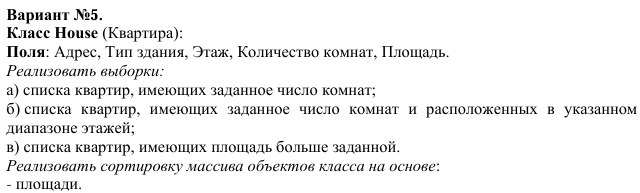 Вариант №5.
Класс House (Квартира):
Поля: Адрес, Тип здания, Этаж, Количество комнат, Площадь.
Реализовать выборки:
а) списка квартир, имеющих заданное число комнат;
б) списка квартир, имеющих заданное число комнат и расположенных в указанном
диапазоне этажей;
в) списка квартир, имеющих площадь больше заданной.
Реализовать сортировку массива объектов класса на основе:
- площади.